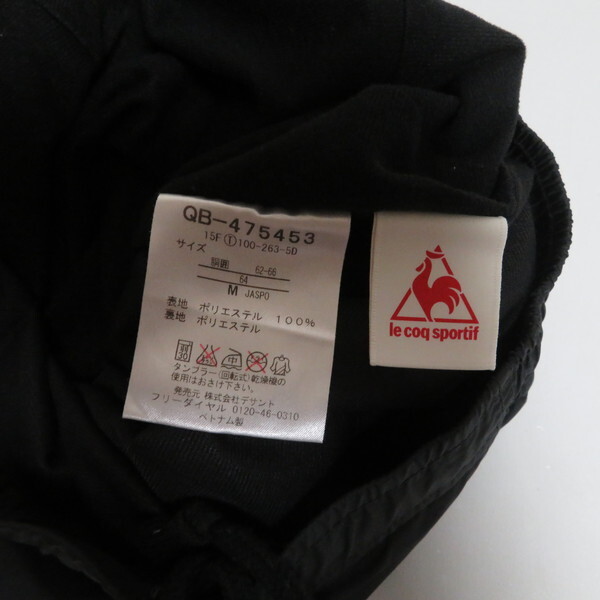 QB-475453
15F① 100-263-5D
サイズ
胴囲 62-66
54
M JASPO
表地 ポリエステル 100%
裏地 ポリエステル
タンブラー(回転式)乾燥機の
使用はおさけ下さい。
発売元 株式会社デサント
フリーダイヤル 0120-46-0310
ベトナム製
le coq sportif